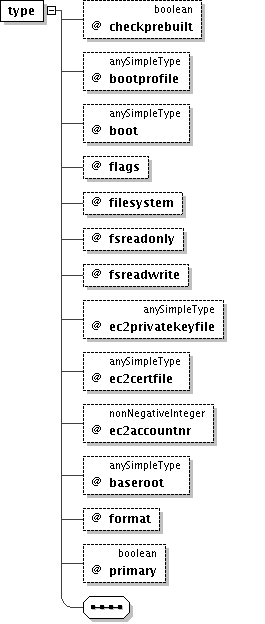 type
boolean
@ checkprebuilt
anySimpleType
@ bootprofile
anySimpleType
@ boot
@ flags
@ filesystem
@ fsreadonly
@ fsreadwrite
anySimpleType
@ ec2privatekeyfile
anySimpleType
@ ec2certfile
nonNegativeInteger
@ ec2accountnr
anySimpleType
@ baseroot
@ format
boolean
@ primary